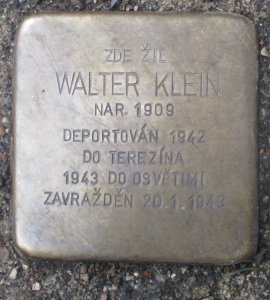 ZDE ŽIL
WALTER KLEIN
NAR. 1909
DEPORTOVÁN 1942
DO TEREZÍNA
1943 DO OSVĚTIMI
ZAVRAŽDĚN 20.1.1943